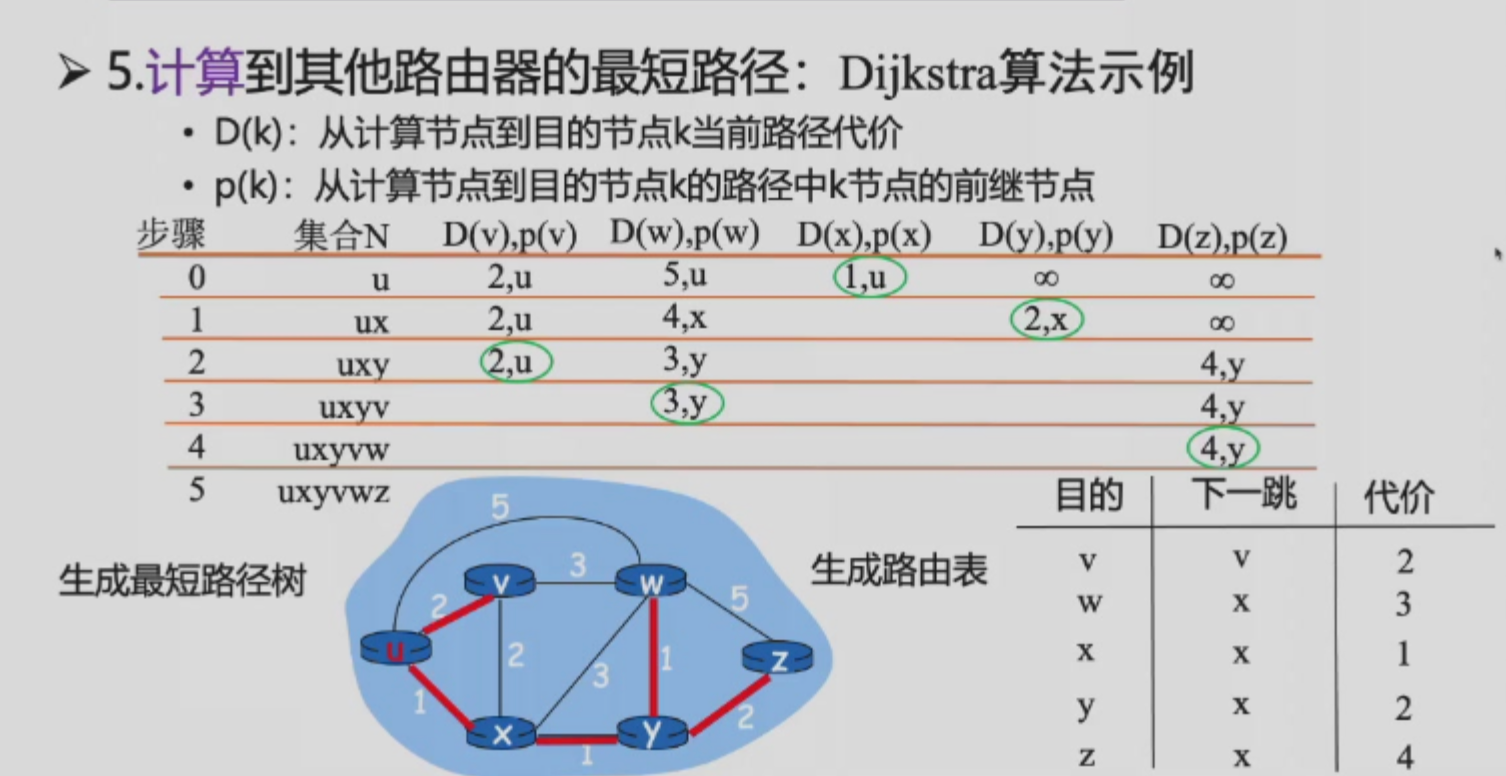 ➤ 5.计算到其他路由器的最短路径：Dijkstra算法示例
• D(k)：从计算节点到目的节点k当前路径代价
• p(k)：从计算节点到目的节点k的路径中k节点的前继节点
步骤 集合N D(v),p(v) D(w),p(w) D(x),p(x) D(y),p(y) D(z),p(z)
0 u 2,u 5,u 1,u ∞ ∞
1 ux 2,u 4,x 2,x ∞
2 uxy 2,u 3,y 4,y
3 uxyv 3,y 4,y
4 uxyvw 4,y
5 uxyvwz
生成最短路径树
5
v 3 w
2 5
u 2 1 z
1 3 2
x 1 y
生成路由表
目的 下一跳 代价
v v 2
w x 3
x x 1
y x 2
z x 4